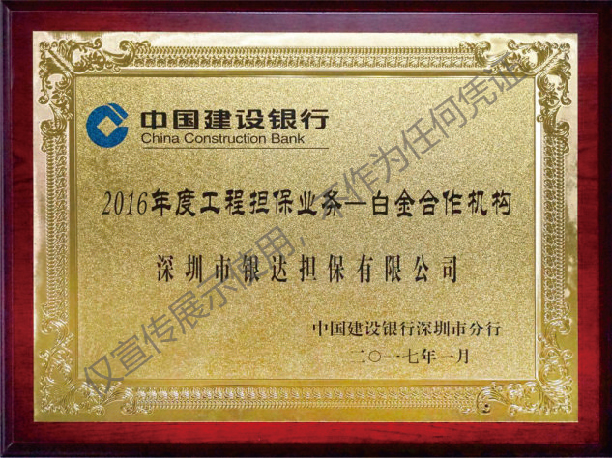 中国建设银行
China Construction Bank
2016年度工程担保业务—白金合作机构
深圳市银达担保有限公司
中国建设银行深圳市分行
二〇一七年一月
仅宣传展示使用，不作为任何凭证